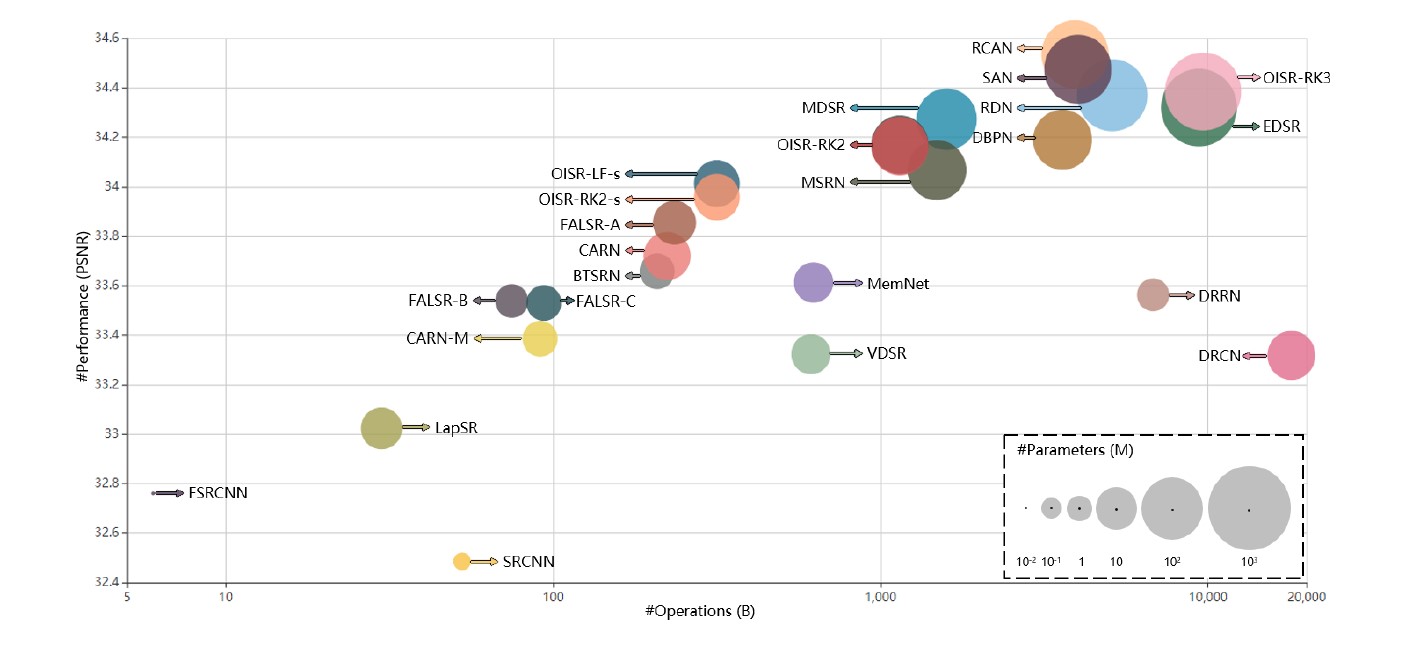 34.6
34.4
34.2
34
33.8
33.6
33.4
33.2
33
32.8
32.6
32.4
#Performance (PSNR)
RCAN
SAN
OISR-RK3
MDSR
RDN
EDSR
OISR-RK2
DBPN
MSRN
OISR-LF-s
OISR-RK2-s
FALSR-A
CARN
BTSRN
MemNet
FALSR-B
FALSR-C
DRRN
CARN-M
VDSR
DRCN
LapSR
FSRCNN
SRCNN
#Parameters (M)
10⁻² 10⁻¹ 1 10 10² 10³
5 10 100 1,000 10,000 20,000
#Operations (B)